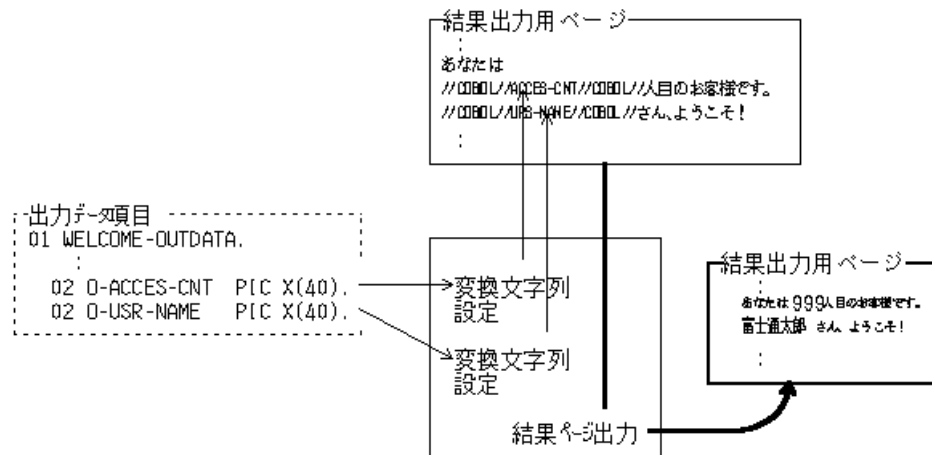 結果出力用ページ
:
あなたは
//COBOL//ACCES-CNT//COBOL//人目のお客様です。
//COBOL//URS-NAME//COBOL//さん、ようこそ！
:
出力データ項目
01 WELCOME-OUTDATA.
:
02 O-ACCES-CNT PIC X(40).
02 O-USR-NAME PIC X(40).
変換文字列
設定
変換文字列
設定
結果ページ出力
結果出力用ページ
:
あなたは999人目のお客様です。
富士通太郎 さん、ようこそ！
: